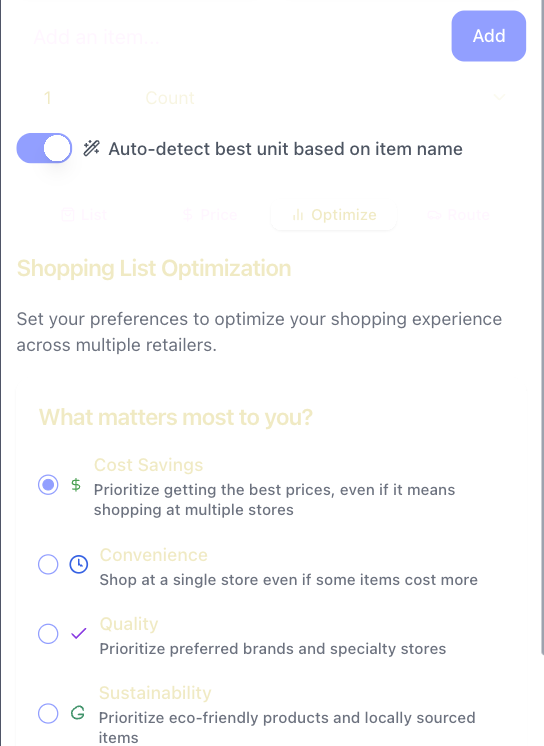 Add an item...
Add
1
Count
Auto-detect best unit based on item name
List
$ Price
Optimize
Route
Shopping List Optimization
Set your preferences to optimize your shopping experience
across multiple retailers.
What matters most to you?
Cost Savings
$
Prioritize getting the best prices, even if it means
shopping at multiple stores
Convenience
Shop at a single store even if some items cost more
Quality
Prioritize preferred brands and specialty stores
Sustainability
Prioritize eco-friendly products and locally sourced
items